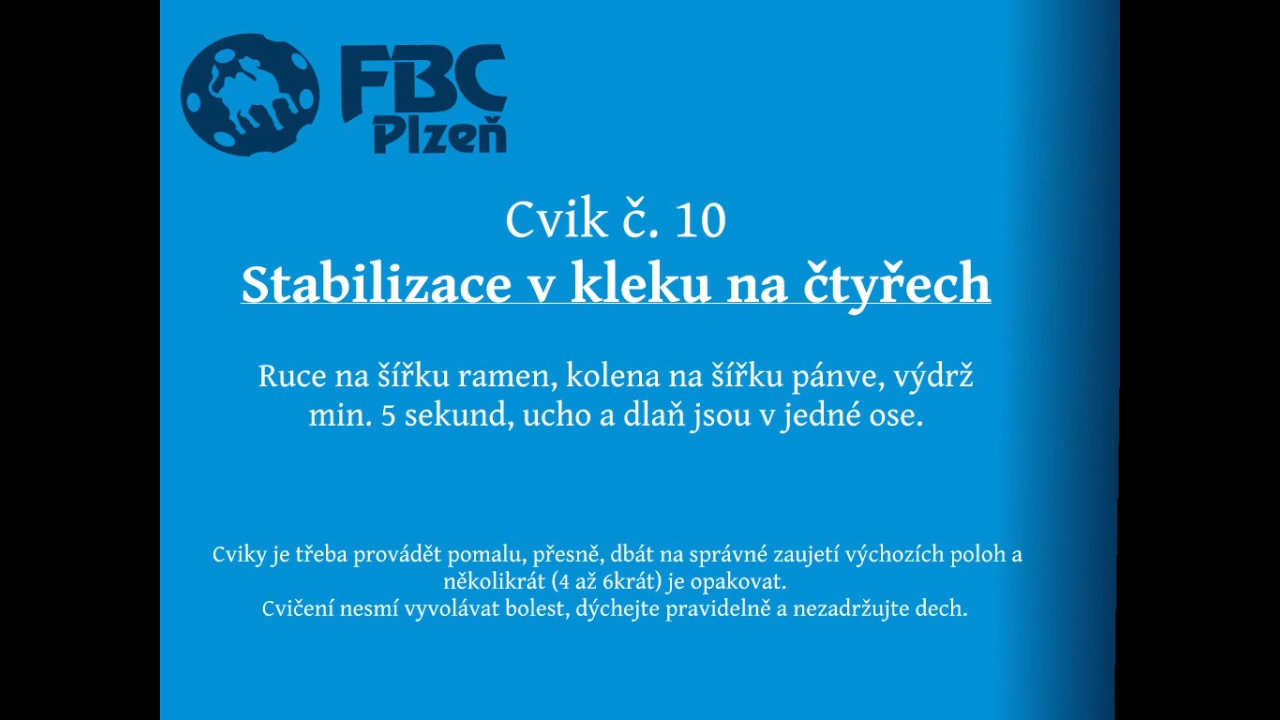 FBC
Plzeň
Cvik č. 10
Stabilizace v kleku na čtyřech
Ruce na šířku ramen, kolena na šířku pánve, výdrž
min. 5 sekund, ucho a dlaň jsou v jedné ose.
Cviky je třeba provádět pomalu, přesně, dbát na správné zaujetí výchozích poloh a
několikrát (4 až 6krát) je opakovat.
Cvičení nesmí vyvolávat bolest, dýchejte pravidelně a nezadržujte dech.